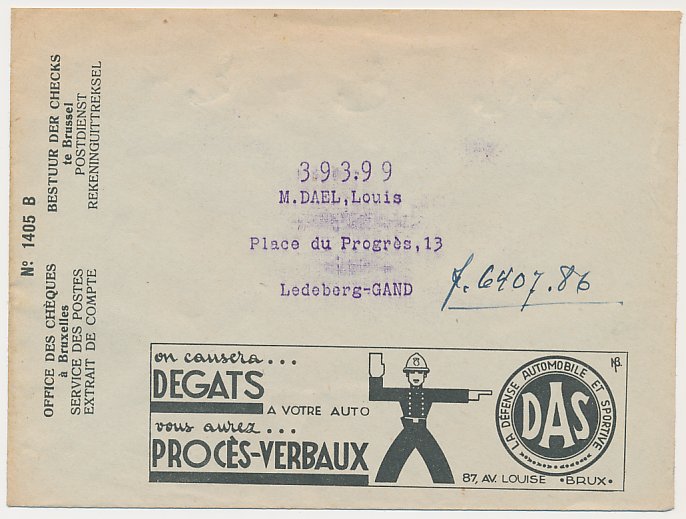 Nº 1405 B
OFFICE DES CHÈQUES
à Bruxelles
SERVICE DES POSTES
EXTRAIT DE COMPTE
BESTUUR DER CHECKS
te Brussel
POSTDIENST
REKENINGUITTREKSEL
39399
M.DAEL,Louis
Place du Progrès,13
Ledeberg-GAND
f.6407.86
on causera...
DEGATS
A VOTRE AUTO
vous aurez...
PROCÈS-VERBAUX
LA DÉFENSE AUTOMOBILE ET SPORTIVE
DAS
87, AV. LOUISE •BRUX•